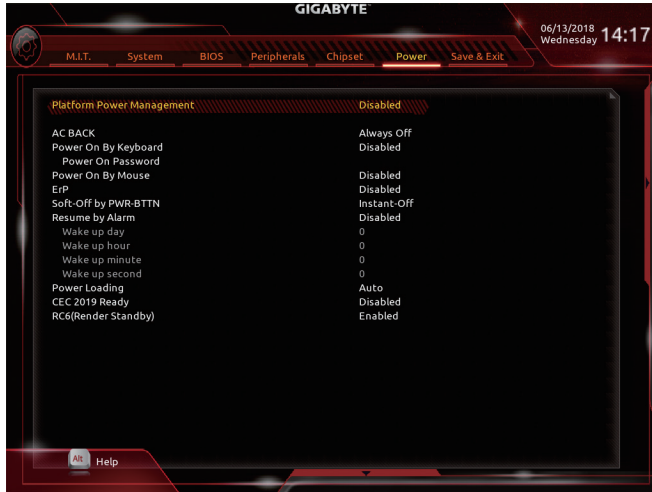 GIGABYTE™
06/13/2018 14:17
Wednesday
M.I.T. System BIOS Peripherals Chipset Power Save & Exit
Platform Power Management Disabled
AC BACK Always Off
Power On By Keyboard Disabled
Power On Password
Power On By Mouse Disabled
ErP Disabled
Soft-Off by PWR-BTTN Instant-Off
Resume by Alarm Disabled
Wake up day 0
Wake up hour 0
Wake up minute 0
Wake up second 0
Power Loading Auto
CEC 2019 Ready Disabled
RC6(Render Standby) Enabled
Alt Help